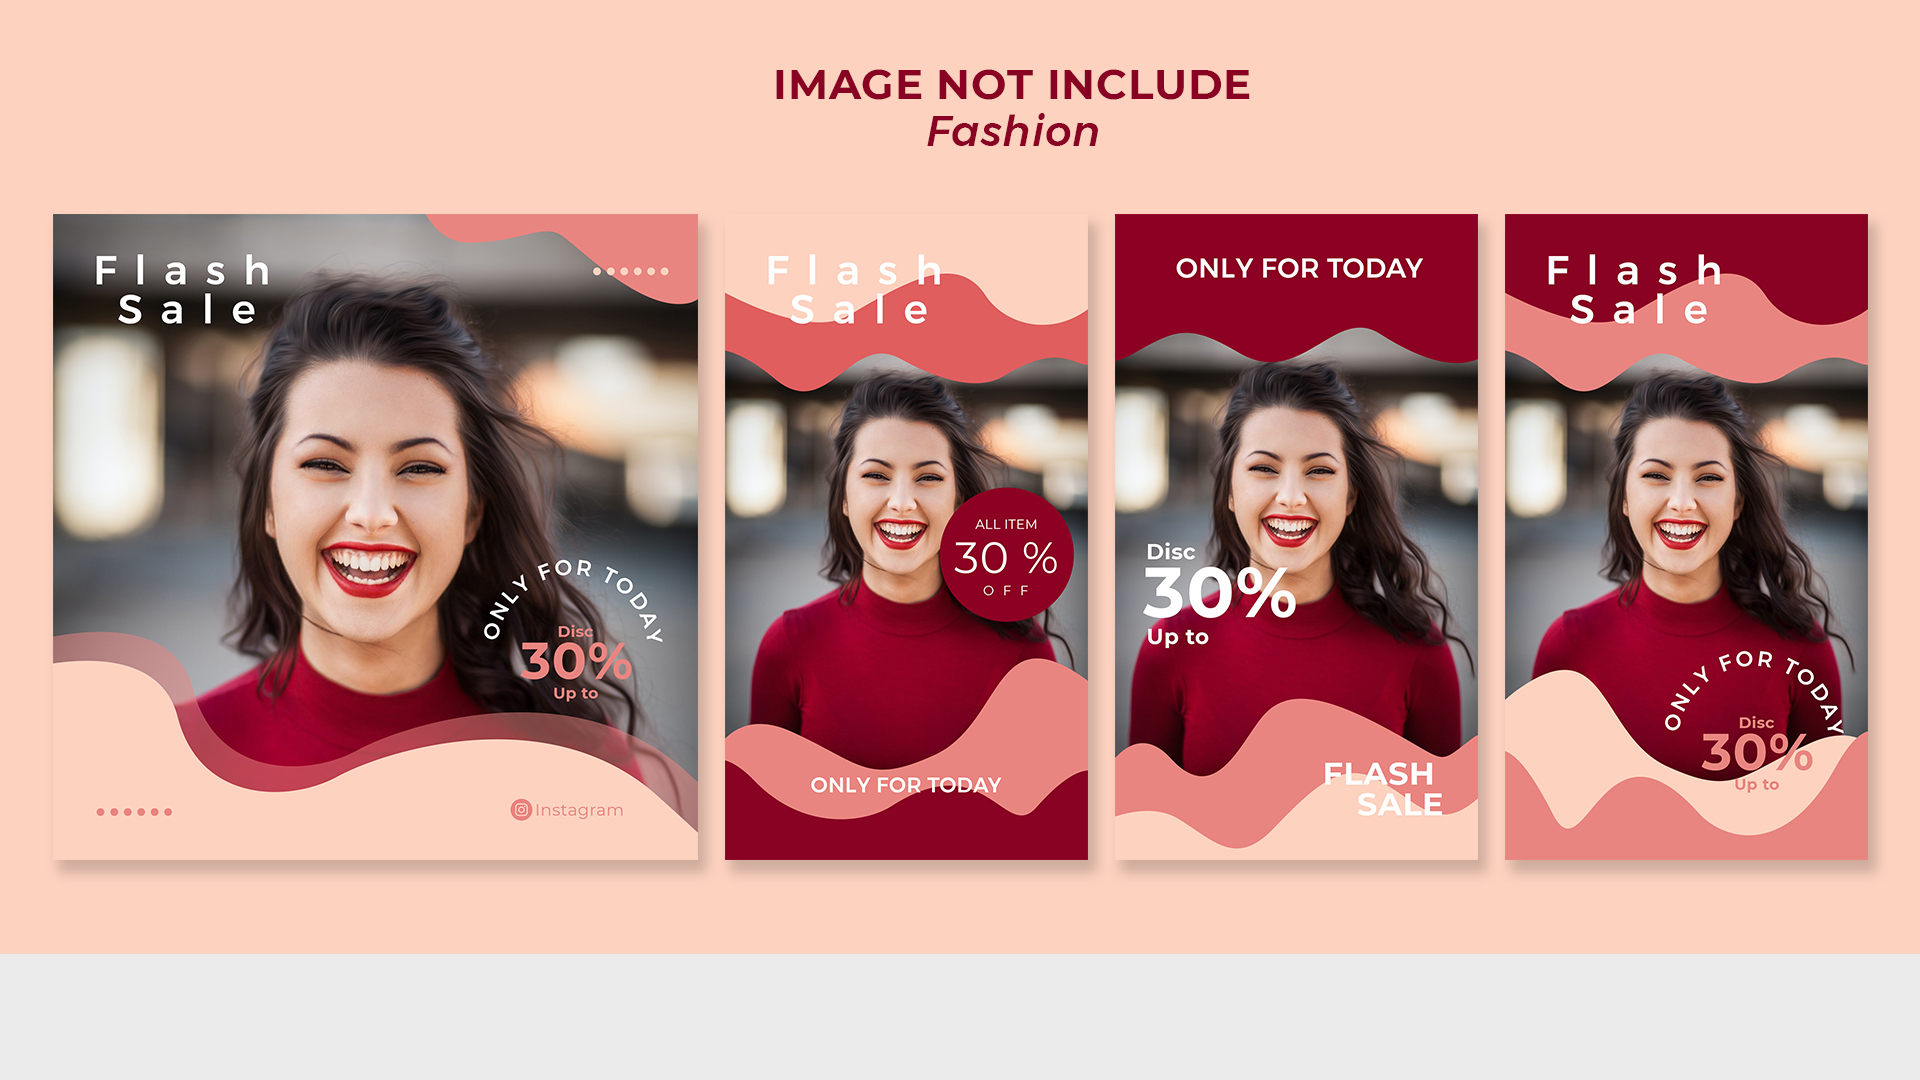 IMAGE NOT INCLUDE
Fashion
Flash
Sale
ONLY FOR TODAY
Disc
30%
Up to
Instagram
Flash
Sale
ALL ITEM
30 %
OFF
ONLY FOR TODAY
ONLY FOR TODAY
Disc
30%
Up to
FLASH
SALE
Flash
Sale
ONLY FOR TODAY
Disc
30%
Up to